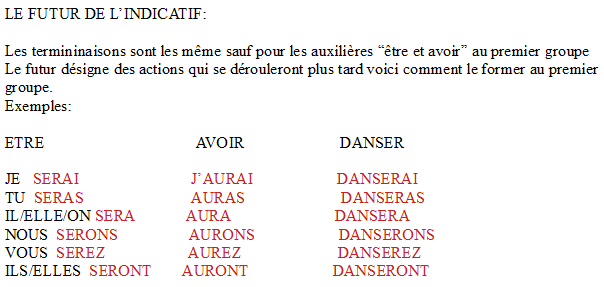 LE FUTUR DE L’INDICATIF:
Les termininaisons sont les même sauf pour les auxilières “être et avoir” au premier groupe
Le futur désigne des actions qui se dérouleront plus tard voici comment le former au premier
groupe.
Exemples:
ETRE AVOIR DANSER
JE SERAI J’AURAI DANSERAI
TU SERAS AURAS DANSERAS
IL/ELLE/ON SERA AURA DANSERA
NOUS SERONS AURONS DANSERONS
VOUS SEREZ AUREZ DANSEREZ
ILS/ELLES SERONT AURONT DANSERONT